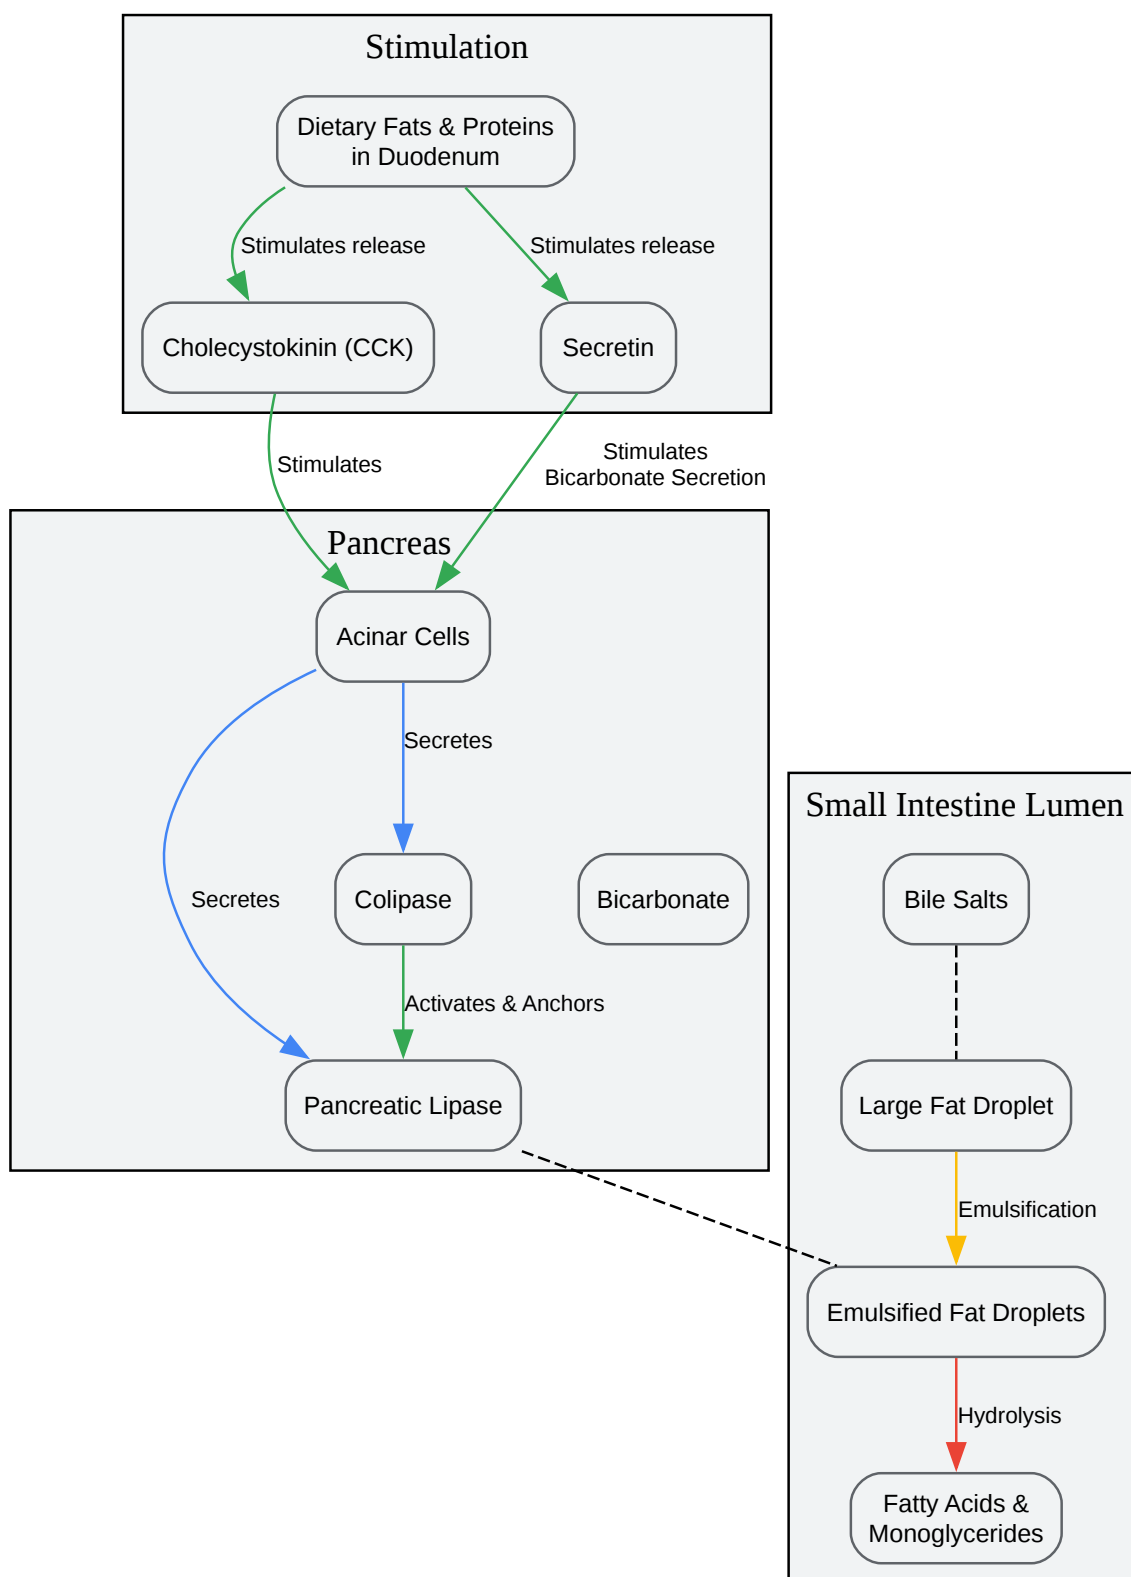 Stimulation
Dietary Fats & Proteins
in Duodenum
Stimulates release
Stimulates release
Cholecystokinin (CCK)
Secretin
Stimulates
Stimulates
Bicarbonate Secretion
Pancreas
Acinar Cells
Secretes
Small Intestine Lumen
Secretes
Colipase
Bicarbonate
Bile Salts
Activates & Anchors
Pancreatic Lipase
Large Fat Droplet
Emulsification
Emulsified Fat Droplets
Hydrolysis
Fatty Acids &
Monoglycerides